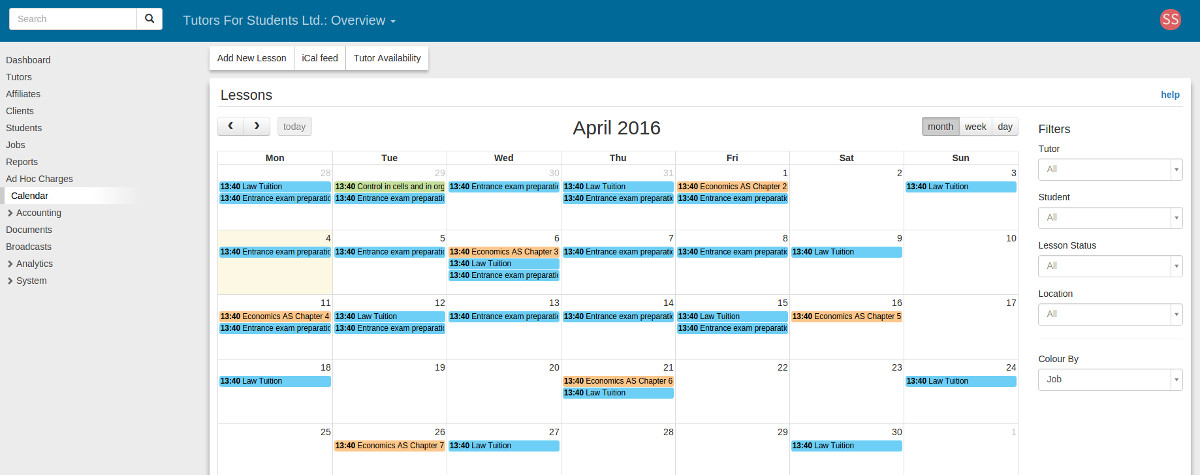 Search
Tutors For Students Ltd.: Overview
SS
Dashboard
Tutors
Affiliates
Clients
Students
Jobs
Reports
Ad Hoc Charges
Calendar
Accounting
Documents
Broadcasts
Analytics
System
Add New Lesson iCal feed Tutor Availability
Lessons help
today April 2016 month week day
Mon Tue Wed Thu Fri Sat Sun
28 29 30 31 1 2 3
13:40 Law Tuition 13:40 Control in cells and in org 13:40 Entrance exam preparatio 13:40 Law Tuition 13:40 Economics AS Chapter 2 13:40 Law Tuition
13:40 Entrance exam preparatio 13:40 Entrance exam preparati 13:40 Entrance exam preparatio 13:40 Entrance exam preparatio
4 5 6 7 8 9 10
13:40 Entrance exam preparatio 13:40 Entrance exam preparati 13:40 Economics AS Chapter 3 13:40 Entrance exam preparatio 13:40 Entrance exam preparatio 13:40 Law Tuition
13:40 Law Tuition
13:40 Entrance exam preparatio
11 12 13 14 15 16 17
13:40 Economics AS Chapter 4 13:40 Law Tuition 13:40 Entrance exam preparatio 13:40 Entrance exam preparatio 13:40 Law Tuition 13:40 Economics AS Chapter 5
13:40 Entrance exam preparatio 13:40 Entrance exam preparati 13:40 Entrance exam preparatio
18 19 20 21 22 23 24
13:40 Law Tuition 13:40 Economics AS Chapter 6 13:40 Law Tuition
13:40 Law Tuition
25 26 27 28 29 30 1
13:40 Economics AS Chapter 7 13:40 Law Tuition 13:40 Law Tuition
Filters
Tutor
All
Student
All
Lesson Status
All
Location
All
Colour By
Job